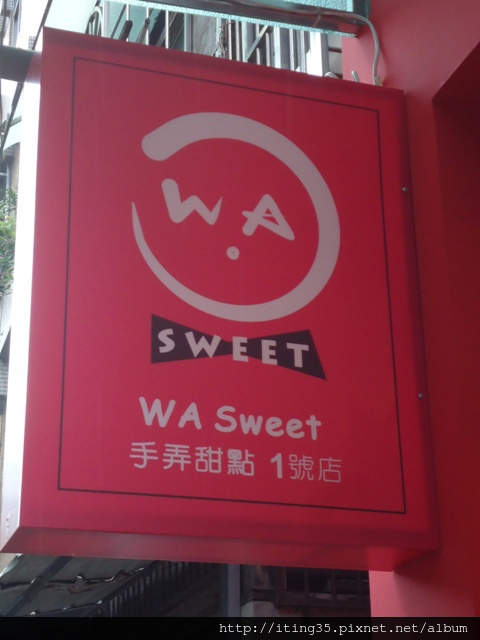 WA
SWEET
WA Sweet
手弄甜點 1號店
http://iting35.pixnet.net/album